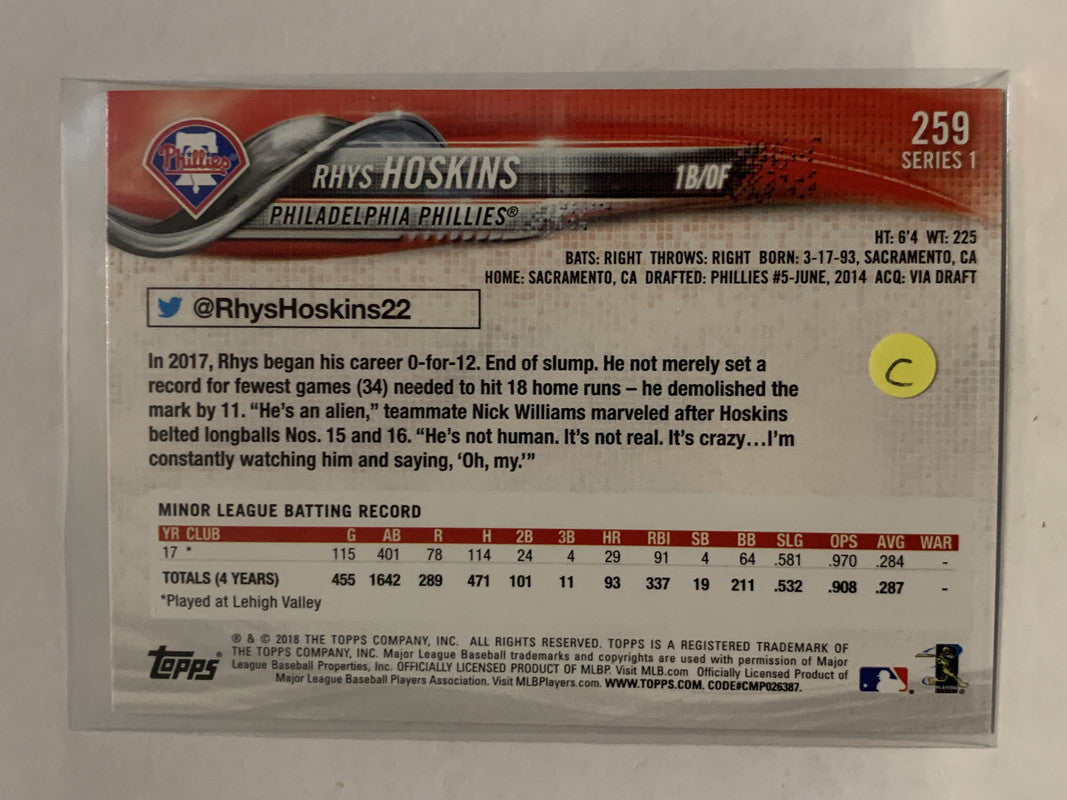 Phillies
RHYS HOSKINS 1B/OF
PHILADELPHIA PHILLIES®
259
SERIES 1
HT: 6'4 WT: 225
BATS: RIGHT THROWS: RIGHT BORN: 3-17-93, SACRAMENTO, CA
HOME: SACRAMENTO, CA DRAFTED: PHILLIES #5-JUNE, 2014 ACQ: VIA DRAFT
@RhysHoskins22
C
In 2017, Rhys began his career 0-for-12. End of slump. He not merely set a
record for fewest games (34) needed to hit 18 home runs – he demolished the
mark by 11. “He's an alien,” teammate Nick Williams marveled after Hoskins
belted longballs Nos. 15 and 16. “He's not human. It's not real. It's crazy...I'm
constantly watching him and saying, ‘Oh, my.’”
MINOR LEAGUE BATTING RECORD
YR CLUB G AB R H 2B 3B HR RBI SB BB SLG OPS AVG WAR
17 * 115 401 78 114 24 4 29 91 4 64 .581 .970 .284 -
TOTALS (4 YEARS) 455 1642 289 471 101 11 93 337 19 211 .532 .908 .287 -
*Played at Lehigh Valley
® & © 2018 THE TOPPS COMPANY, INC. ALL RIGHTS RESERVED. TOPPS IS A REGISTERED TRADEMARK OF
THE TOPPS COMPANY, INC. Major League Baseball trademarks and copyrights are used with permission of Major
League Baseball Properties, Inc. OFFICIALLY LICENSED PRODUCT OF MLBP. Visit MLB.com Officially Licensed Product of
Major League Baseball Players Association. Visit MLBPlayers.com. WWW.TOPPS.COM. CODE#CMP026387.
Topps®